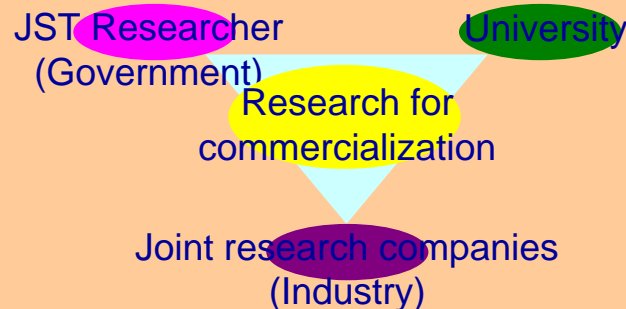 JST Researcher
(Government)
University
Research for
commercialization
Joint research companies
(Industry)